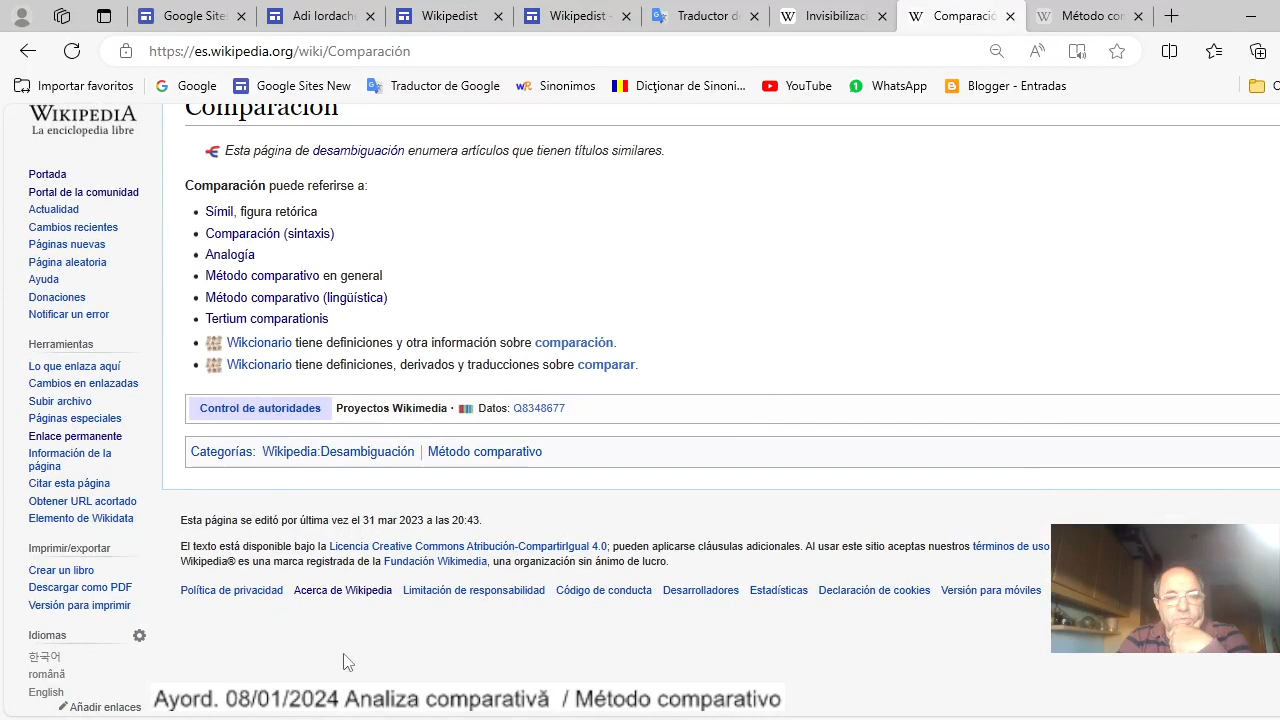 Google Site:
Adi Iordache
Wikipedist
Wikipedist -
Traductor de
Invisibilizac
Comparació
Método con
https://es.wikipedia.org/wiki/Comparación
Importar favoritos
Google
Google Sites New
Traductor de Google
Sinonimos
Dicționar de Sinonl...
YouTube
WhatsApp
Blogger - Entradas
WIKIPEDIA
La enciclopedia libre
Portada
Portal de la comunidad
Actualidad
Cambios recientes
Páginas nuevas
Página aleatoria
Ayuda
Donaciones
Notificar un error
Herramientas
Lo que enlaza aquí
Cambios en enlazadas
Subir archivo
Páginas especiales
Enlace permanente
Información de la
página
Citar esta página
Obtener URL acortado
Elemento de Wikidata
Imprimir/exportar
Crear un libro
Descargar como PDF
Versión para imprimir
Idiomas
한국어
română
English
Añadir enlaces
Comparación
Esta página de desambiguación enumera artículos que tienen títulos similares.
Comparación puede referirse a:
Símil, figura retórica
Comparación (sintaxis)
Analogía
Método comparativo en general
Método comparativo (lingüística)
Tertium comparationis
Wikcionario tiene definiciones y otra información sobre comparación.
Wikcionario tiene definiciones, derivados y traducciones sobre comparar.
Control de autoridades Proyectos Wikimedia · Datos: Q8348677
Categorías: Wikipedia:Desambiguación | Método comparativo
Esta página se editó por última vez el 31 mar 2023 a las 20:43.
El texto está disponible bajo la Licencia Creative Commons Atribución-CompartirIgual 4.0; pueden aplicarse cláusulas adicionales. Al usar este sitio aceptas nuestros términos de uso
Wikipedia® es una marca registrada de la Fundación Wikimedia, una organización sin ánimo de lucro.
Política de privacidad Acerca de Wikipedia Limitación de responsabilidad Código de conducta Desarrolladores Estadísticas Declaración de cookies Versión para móviles
Ayord. 08/01/2024 Analiza comparativă / Método comparativo